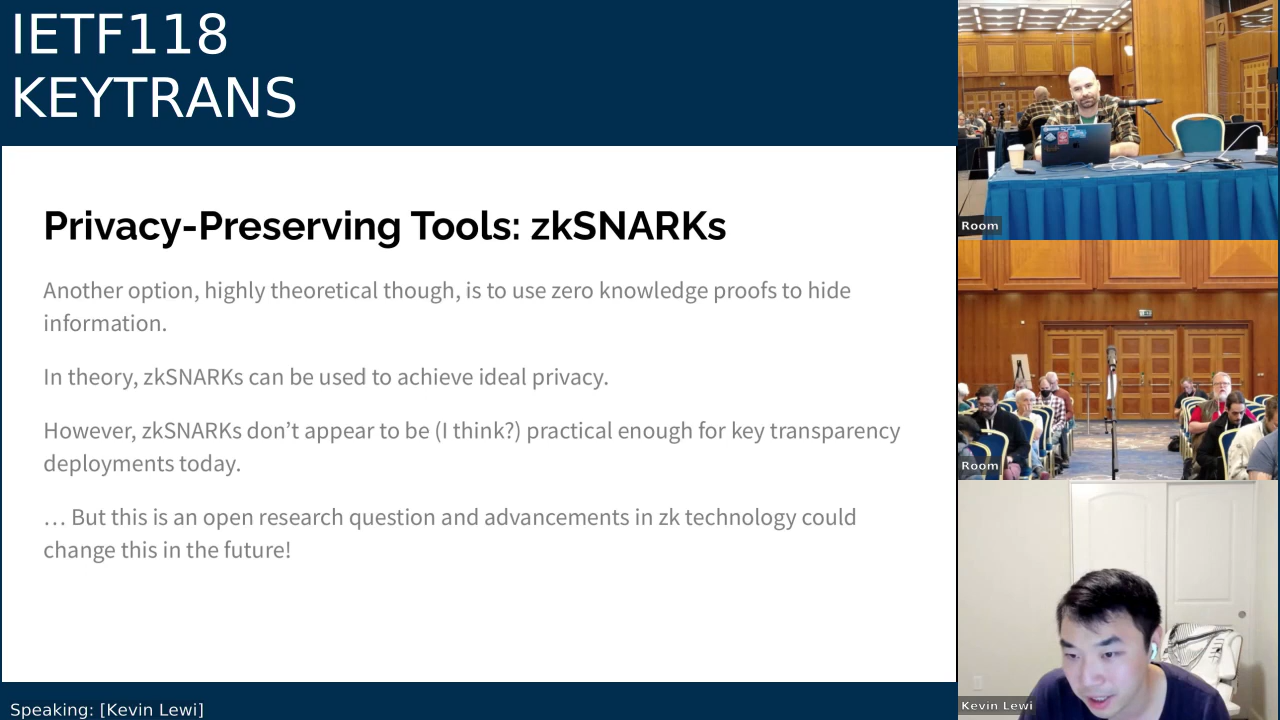 IETF118
KEYTRANS
Privacy-Preserving Tools: zkSNARKs
Another option, highly theoretical though, is to use zero knowledge proofs to hide
information.
In theory, zkSNARKs can be used to achieve ideal privacy.
However, zkSNARKs don’t appear to be (I think?) practical enough for key transparency
deployments today.
… But this is an open research question and advancements in zk technology could
change this in the future!
Speaking: [Kevin Lewi]
Room
Room
Kevin Lewi